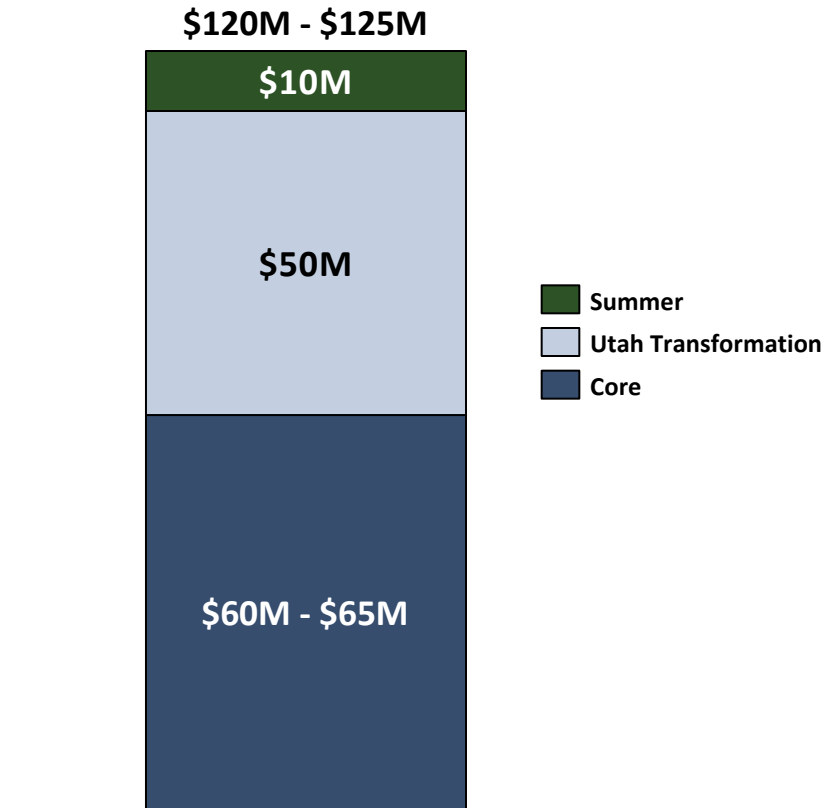 $120M - $125M
$10M
$50M
Summer
Utah Transformation
Core
$60M - $65M